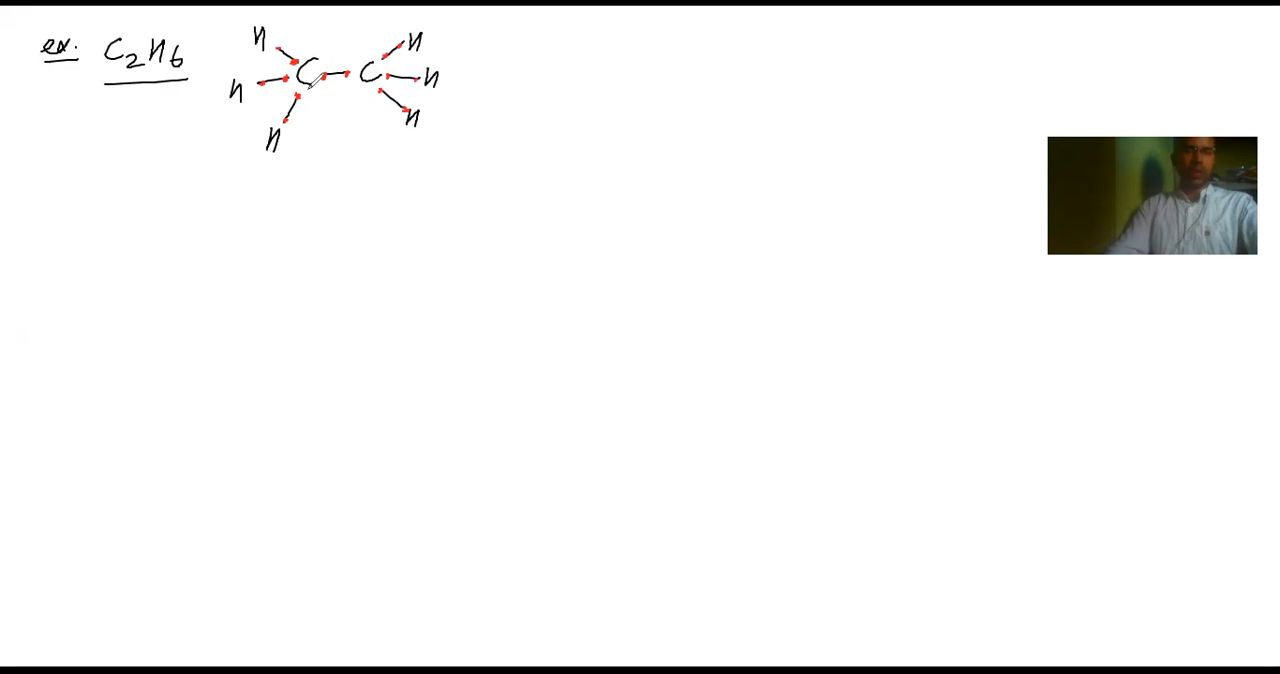 ex. C₂H₆
H H
C C H
H
H H